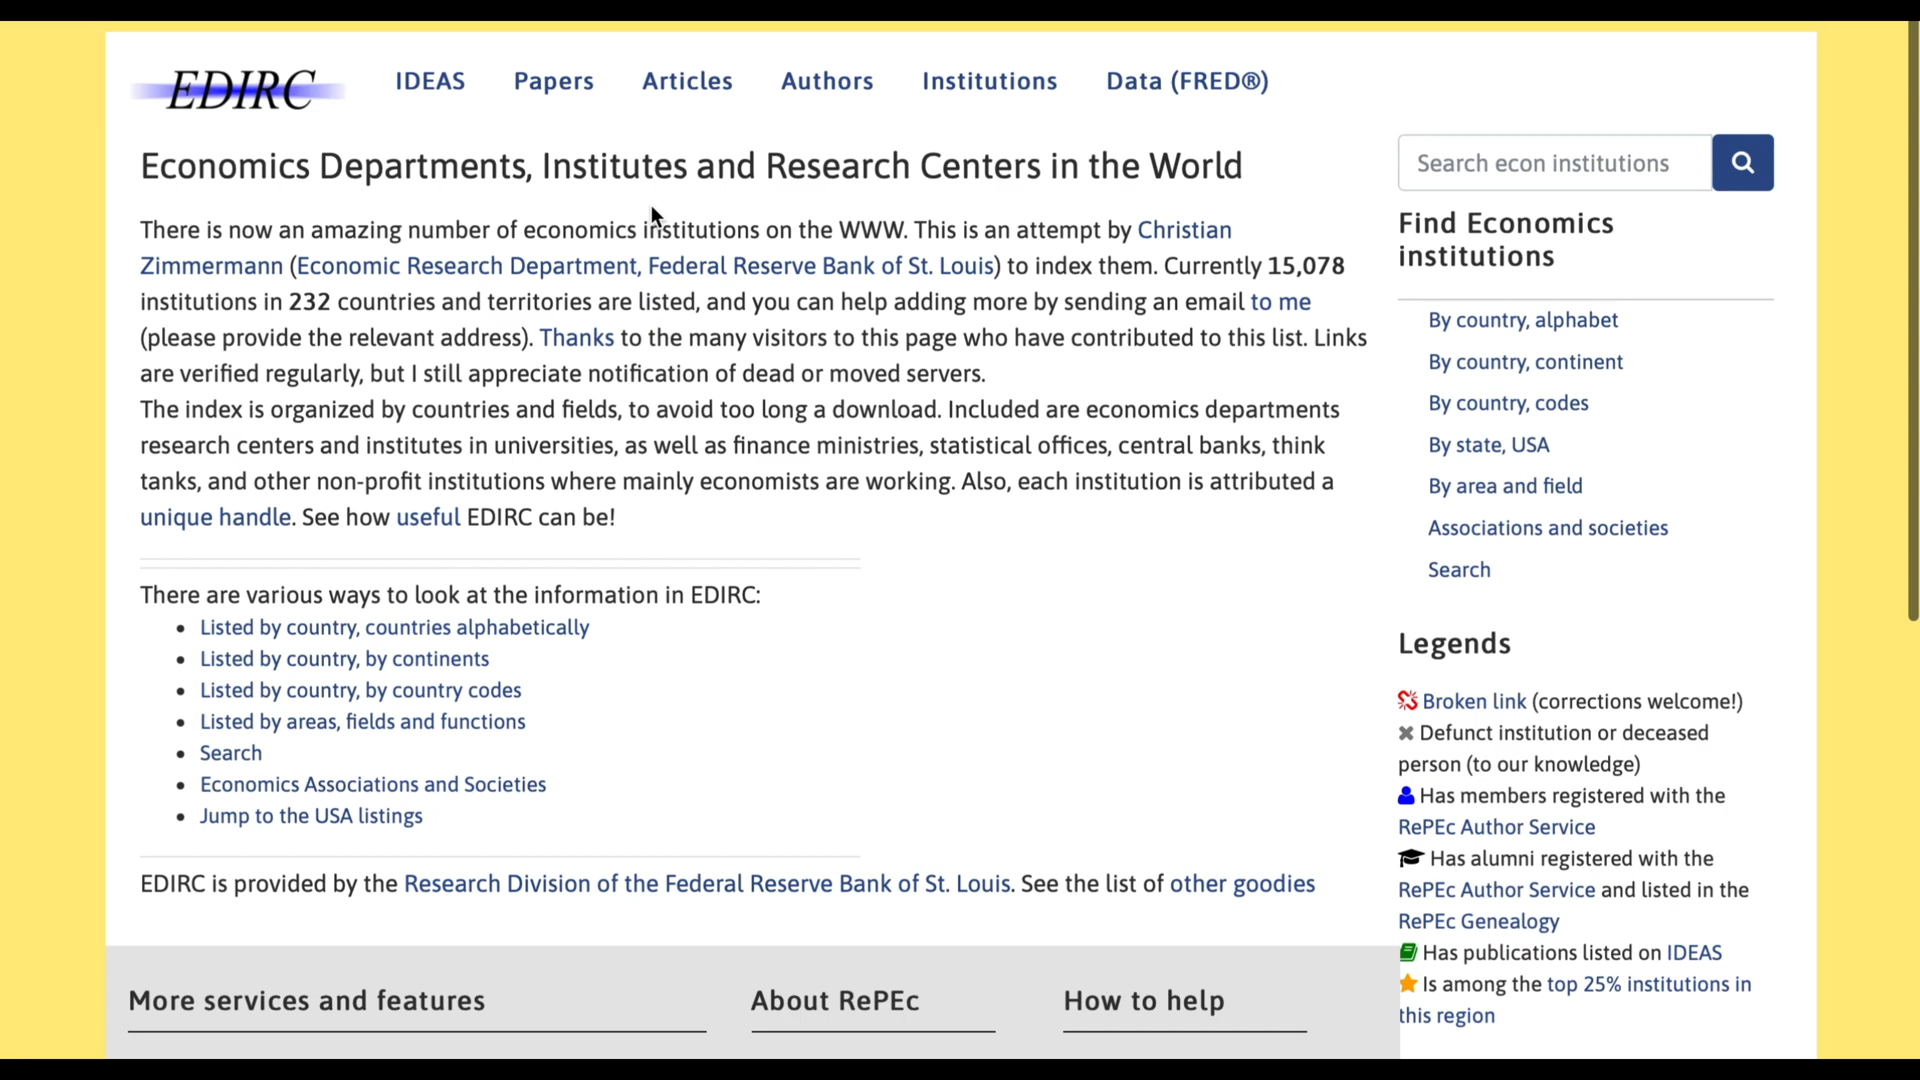 EDIRC
IDEAS Papers Articles Authors Institutions Data (FRED®)
Economics Departments, Institutes and Research Centers in the World
There is now an amazing number of economics institutions on the WWW. This is an attempt by Christian
Zimmermann (Economic Research Department, Federal Reserve Bank of St. Louis) to index them. Currently 15,078
institutions in 232 countries and territories are listed, and you can help adding more by sending an email to me
(please provide the relevant address). Thanks to the many visitors to this page who have contributed to this list. Links
are verified regularly, but I still appreciate notification of dead or moved servers.
The index is organized by countries and fields, to avoid too long a download. Included are economics departments
research centers and institutes in universities, as well as finance ministries, statistical offices, central banks, think
tanks, and other non-profit institutions where mainly economists are working. Also, each institution is attributed a
unique handle. See how useful EDIRC can be!
There are various ways to look at the information in EDIRC:
Listed by country, countries alphabetically
Listed by country, by continents
Listed by country, by country codes
Listed by areas, fields and functions
Search
Economics Associations and Societies
Jump to the USA listings
EDIRC is provided by the Research Division of the Federal Reserve Bank of St. Louis. See the list of other goodies
Search econ institutions
Find Economics
institutions
By country, alphabet
By country, continent
By country, codes
By state, USA
By area and field
Associations and societies
Search
Legends
Broken link (corrections welcome!)
Defunct institution or deceased
person (to our knowledge)
Has members registered with the
RePEc Author Service
Has alumni registered with the
RePEc Author Service and listed in the
RePEc Genealogy
Has publications listed on IDEAS
Is among the top 25% institutions in
this region
More services and features
About RePEc
How to help